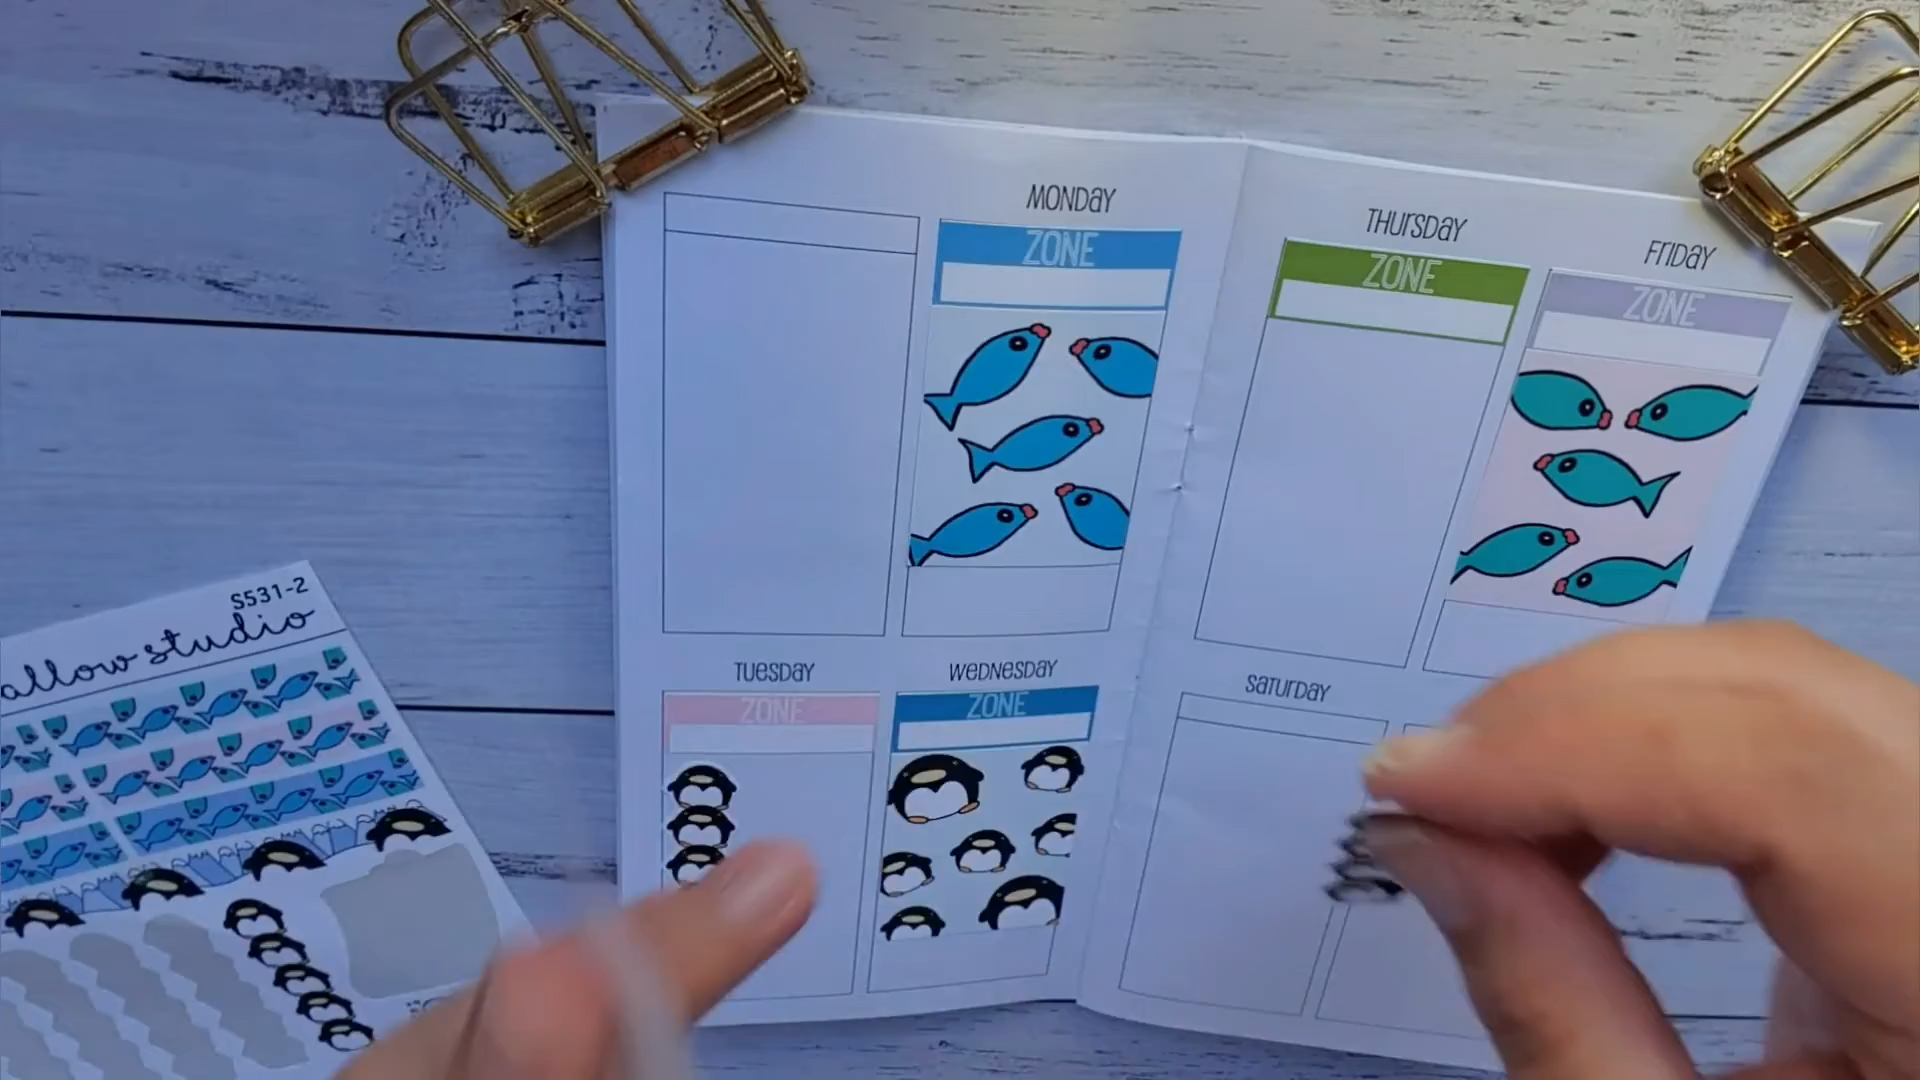 MONDAY
ZONE
THURSDAY
ZONE
FRIDAY
ZONE
TUESDAY
ZONE
WEDNESDAY
ZONE
SATURDAY
S531-2
allow studio